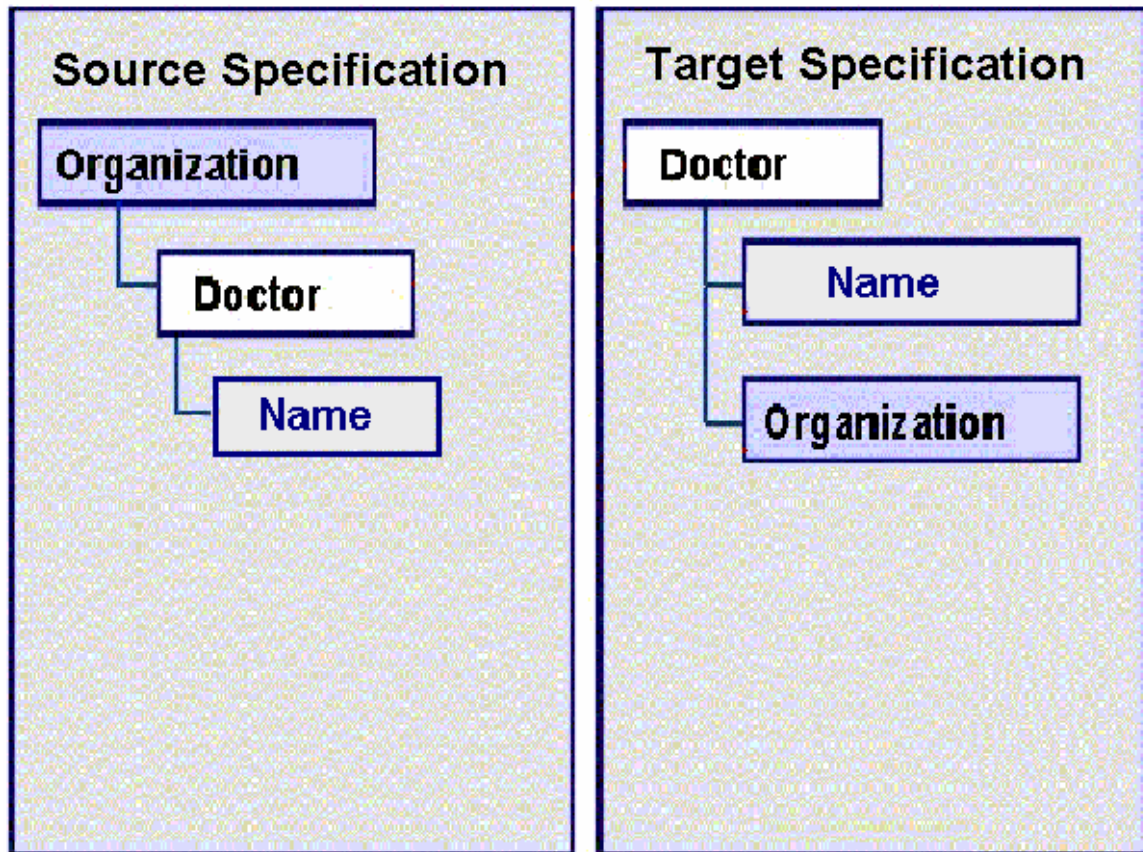 Source Specification
Organization
Doctor
Name
Target Specification
Doctor
Name
Organization